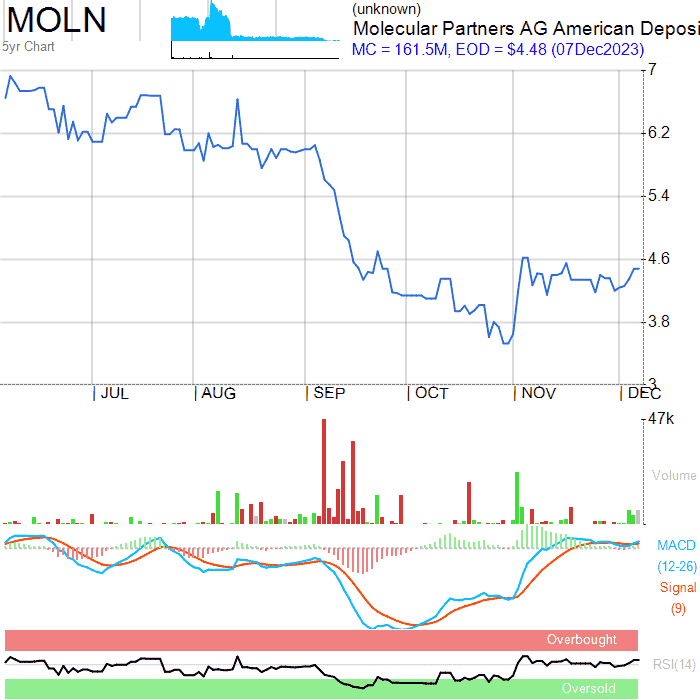 MOLN
5yr Chart
(unknown)
Molecular Partners AG American Deposi
MC = 161.5M, EOD = $4.48 (07Dec2023)
7
6.2
5.4
4.6
3.8
3
JUL AUG SEP OCT NOV DEC
47k
Volume
MACD
(12-26)
Signal
(9)
Overbought
RSI(14)
Oversold